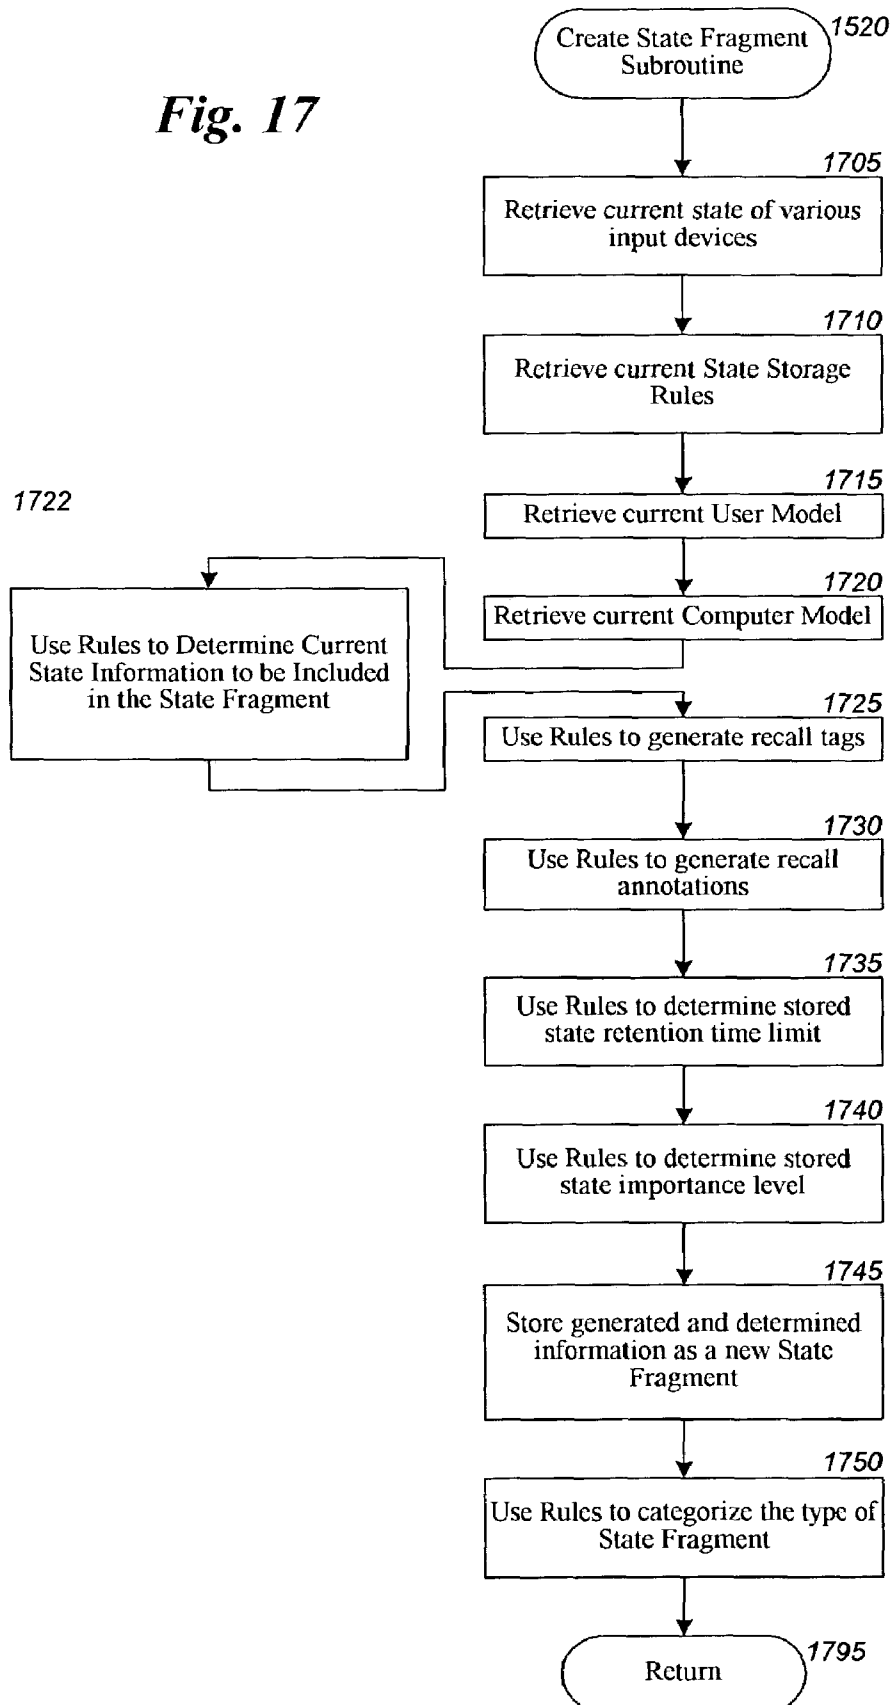 Fig. 17
1520
Create State Fragment
Subroutine
1705
Retrieve current state of various
input devices
1710
Retrieve current State Storage
Rules
1715
Retrieve current User Model
1720
Retrieve current Computer Model
1722
Use Rules to Determine Current
State Information to be Included
in the State Fragment
1725
Use Rules to generate recall tags
1730
Use Rules to generate recall
annotations
1735
Use Rules to determine stored
state retention time limit
1740
Use Rules to determine stored
state importance level
1745
Store generated and determined
information as a new State
Fragment
1750
Use Rules to categorize the type of
State Fragment
1795
Return